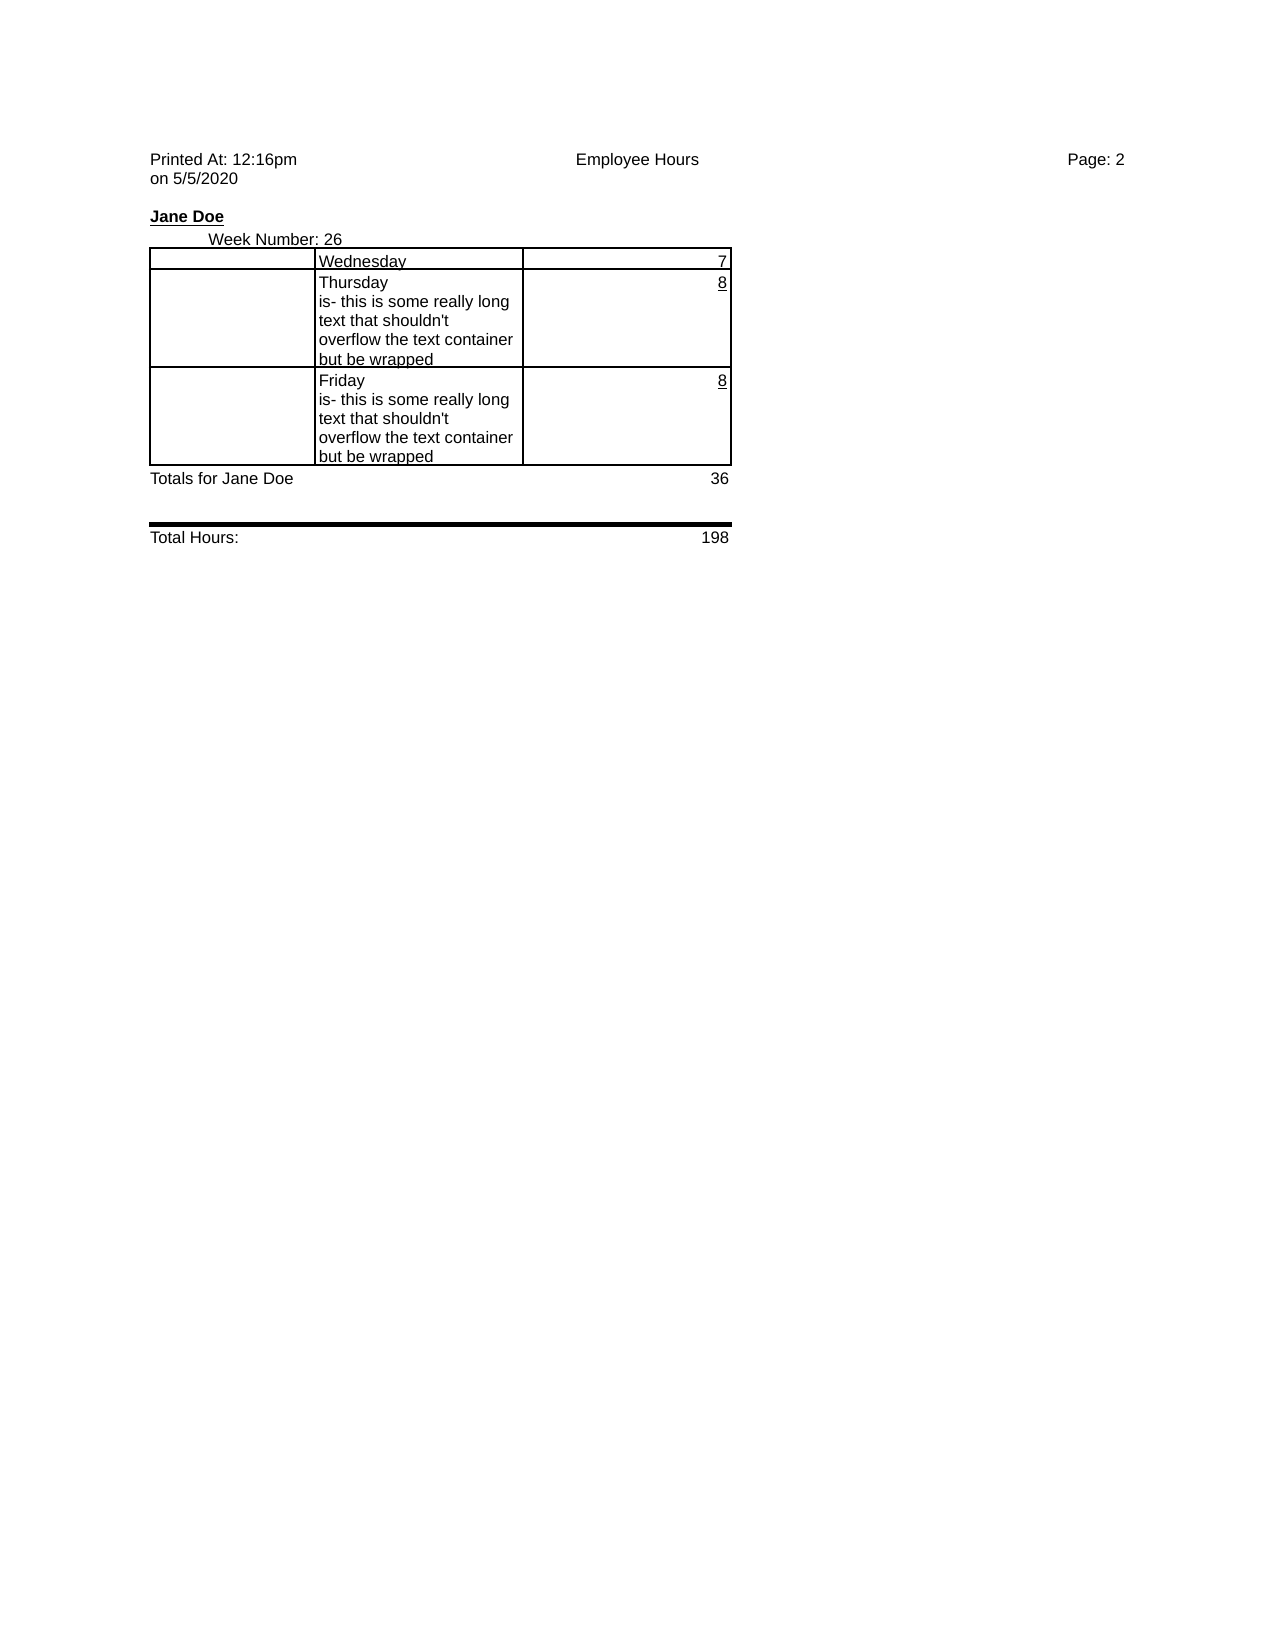 Printed At: 12:16pm Employee Hours Page: 2
on 5/5/2020
Jane Doe
Week Number: 26
Wednesday 7
Thursday 8
is- this is some really long
text that shouldn't
overflow the text container
but be wrapped
Friday 8
is- this is some really long
text that shouldn't
overflow the text container
but be wrapped
Totals for Jane Doe 36
Total Hours: 198